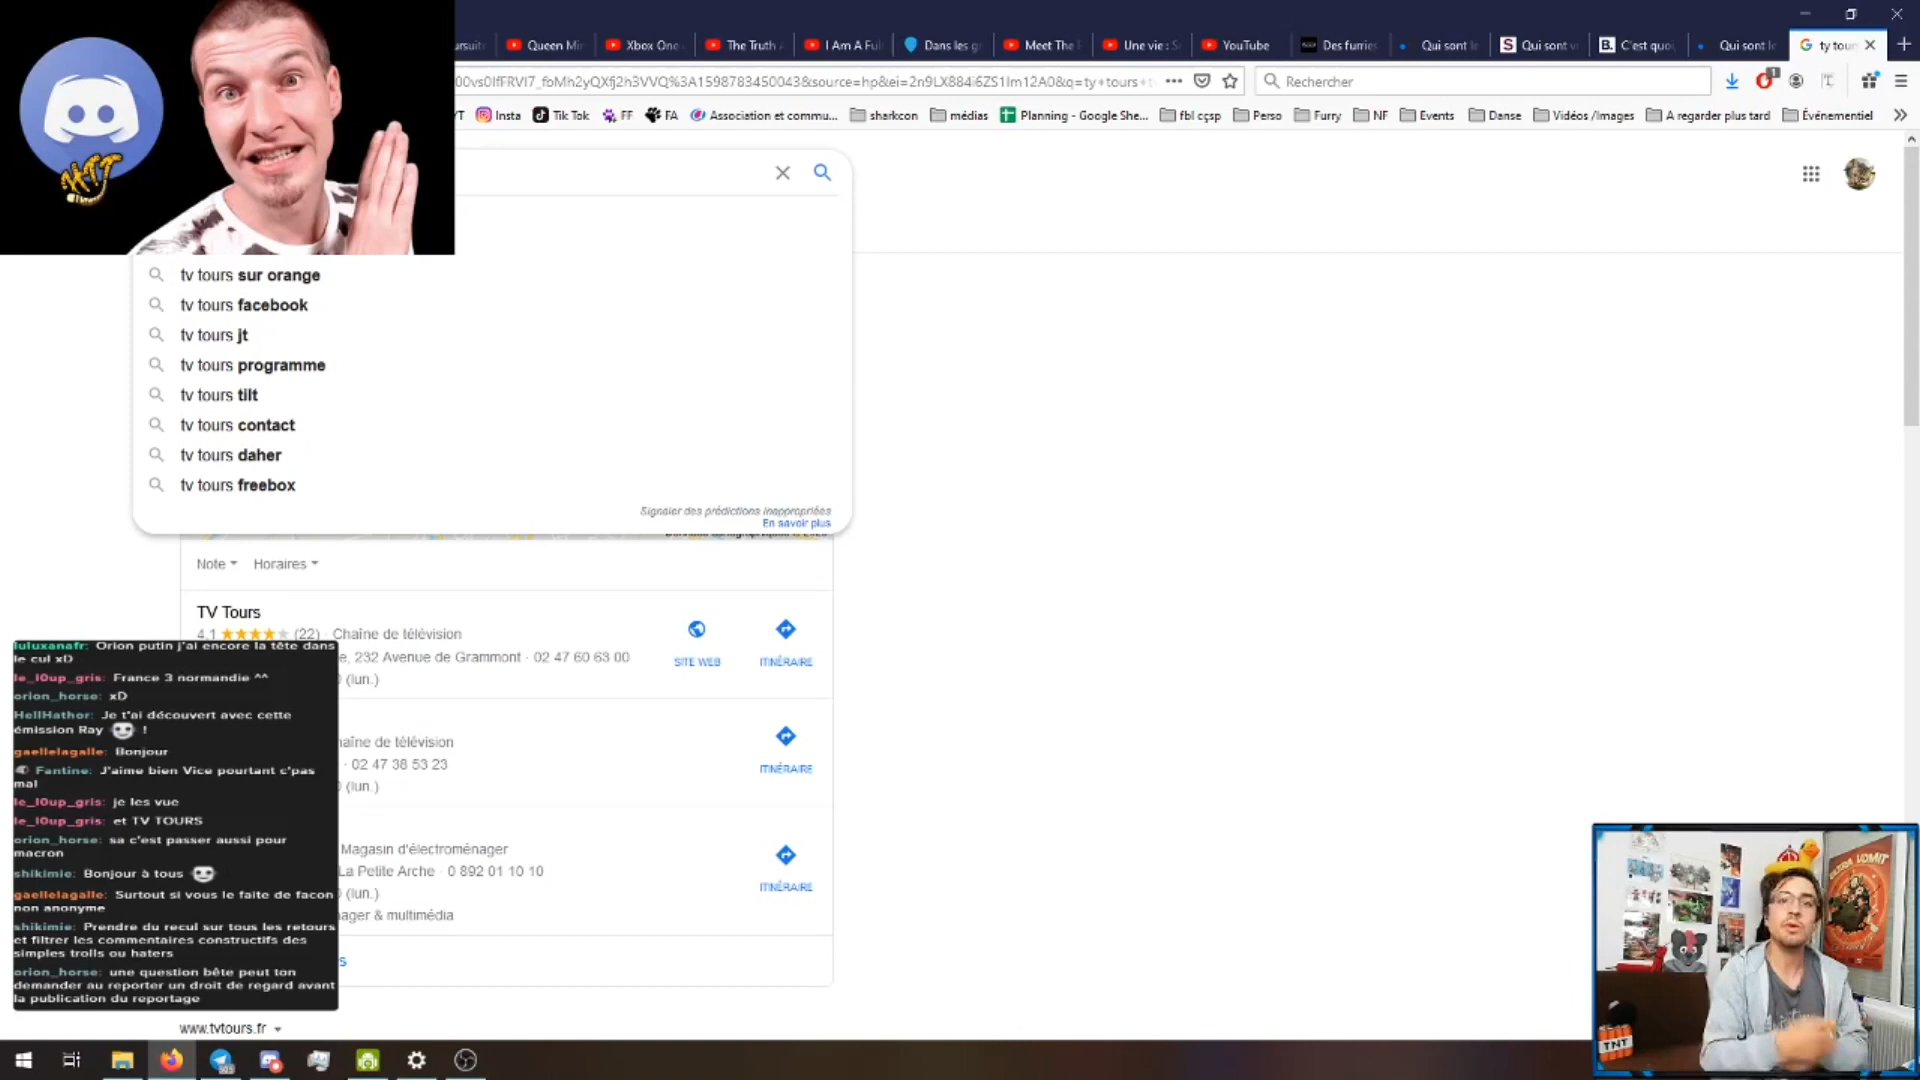 Queen Mi
Xbox One
The Truth
I Am A Ful
Dans les g
Meet The F
Une vie : S
YouTube
Des furries
Qui sont le
Qui sont v
C'est quoi
Qui sont le
ty tour
Rechercher
YT
Insta
Tik Tok
FF
FA
Association et commu...
sharkcon
médias
Planning - Google She...
fbl cçsp
Perso
Furry
NF
Events
Danse
Vidéos /Images
A regarder plus tard
Événementiel
tv tours sur orange
tv tours facebook
tv tours jt
tv tours programme
tv tours tilt
tv tours contact
tv tours daher
tv tours freebox
Signaler des prédictions inappropriées
En savoir plus
Note
Horaires
TV Tours
4,1 (22) · Chaîne de télévision
e, 232 Avenue de Grammont · 02 47 60 63 00
(lun.)
SITE WEB
ITINÉRAIRE
haîne de télévision
· 02 47 38 53 23
(lun.)
ITINÉRAIRE
Magasin d'électroménager
La Petite Arche · 0 892 01 10 10
(lun.)
nager & multimédia
ITINÉRAIRE
s
www.tvtours.fr
luluxanafr: Orion putin j'ai encore la tête dans
le cul xD
le_l0up_gris: France 3 normandie ^^
orion_horse: xD
HellHathor: Je t'ai découvert avec cette
émission Ray !
gaellelagalle: Bonjour
Fantine: J'aime bien Vice pourtant c'pas
mal
le_l0up_gris: je les vue
le_l0up_gris: et TV TOURS
orion_horse: sa c'est passer aussi pour
macron
shikimie: Bonjour à tous
gaellelagalle: Surtout si vous le faite de facon
non anonyme
shikimie: Prendre du recul sur tous les retours
et filtrer les commentaires constructifs des
simples trolls ou haters
orion_horse: une question bête peut ton
demander au reporter un droit de regard avant
la publication du reportage
ULTRA VOMIT
TNT